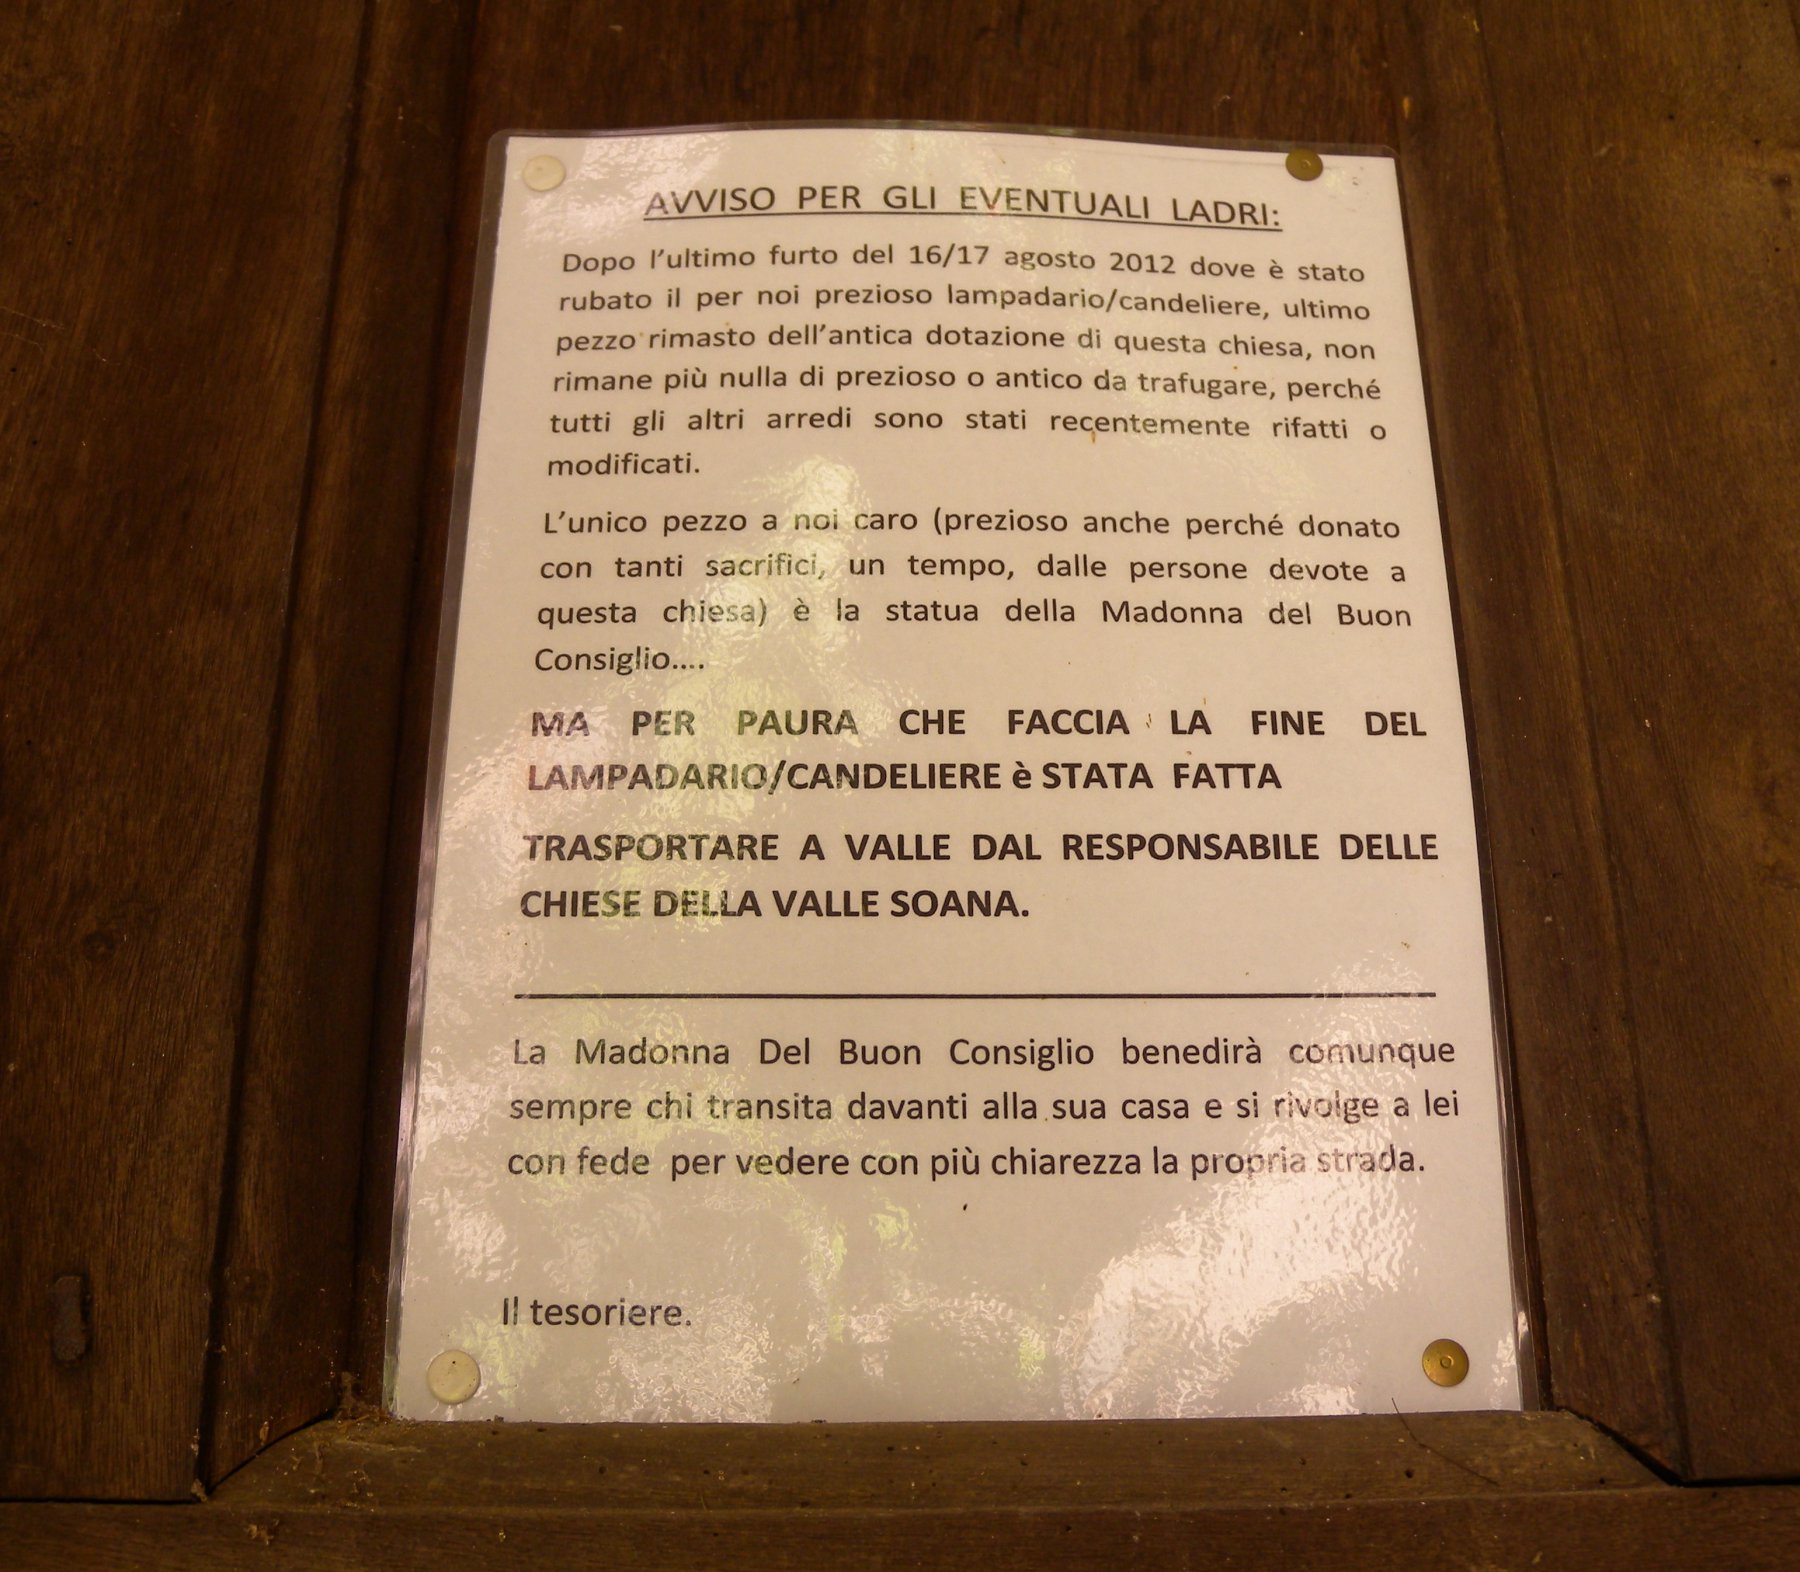 AVVISO PER GLI EVENTUALI LADRI:
Dopo l'ultimo furto del 16/17 agosto 2012 dove è stato
rubato il per noi prezioso lampadario/candeliere, ultimo
pezzo rimasto dell'antica dotazione di questa chiesa, non
rimane più nulla di prezioso o antico da trafugare, perché
tutti gli altri arredi sono stati recentemente rifatti o
modificati.
L'unico pezzo a noi caro (prezioso anche perché donato
con tanti sacrifici, un tempo, dalle persone devote a
questa chiesa) è la statua della Madonna del Buon
Consiglio....
MA PER PAURA CHE FACCIA LA FINE DEL
LAMPADARIO/CANDELIERE è STATA FATTA
TRASPORTARE A VALLE DAL RESPONSABILE DELLE
CHIESE DELLA VALLE SOANA.
La Madonna Del Buon Consiglio benedirà comunque
sempre chi transita davanti alla sua casa e si rivolge a lei
con fede per vedere con più chiarezza la propria strada.
Il tesoriere.